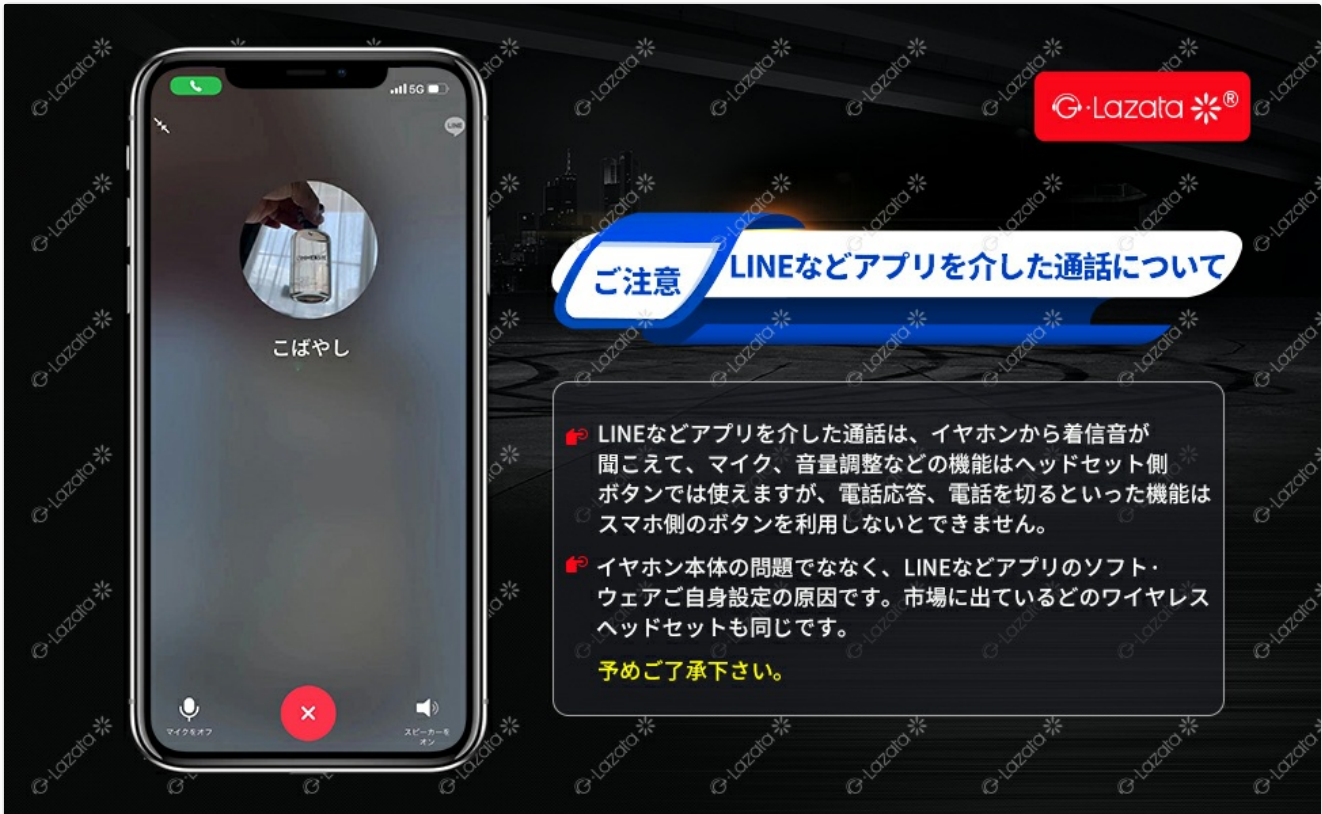 5G
LINE
こばやし
マイクをオフ
スピーカーを
オン
G·Lazata®
ご注意
LINEなどアプリを介した通話について
LINEなどアプリを介した通話は、イヤホンから着信音が
聞こえて、マイク、音量調整などの機能はヘッドセット側
ボタンでは使えますが、電話応答、電話を切るといった機能は
スマホ側のボタンを利用しないとできません。
イヤホン本体の問題でななく、LINEなどアプリのソフト・
ウェアご自身設定の原因です。市場に出ているどのワイヤレス
ヘッドセットも同じです。
予めご了承下さい。